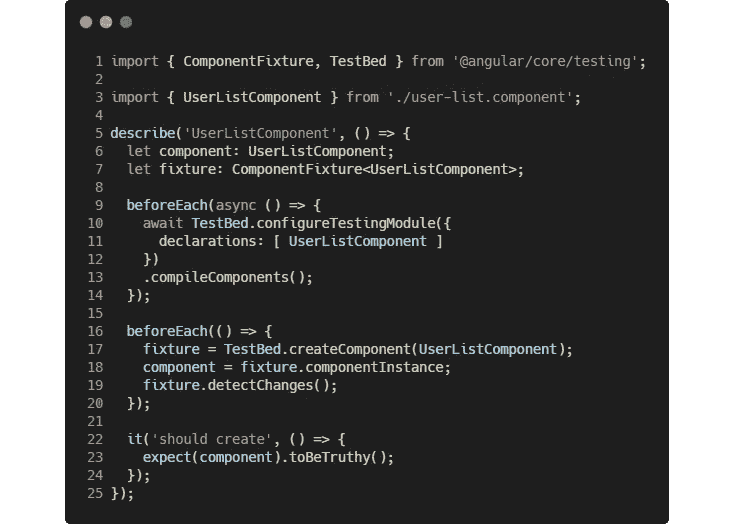 1 import { ComponentFixture, TestBed } from '@angular/core/testing';
2
3 import { UserListComponent } from './user-list.component';
4
5 describe('UserListComponent', () => {
6   let component: UserListComponent;
7   let fixture: ComponentFixture<UserListComponent>;
8
9   beforeEach(async () => {
10     await TestBed.configureTestingModule({
11       declarations: [ UserListComponent ]
12     })
13     .compileComponents();
14   });
15
16   beforeEach(() => {
17     fixture = TestBed.createComponent(UserListComponent);
18     component = fixture.componentInstance;
19     fixture.detectChanges();
20   });
21
22   it('should create', () => {
23     expect(component).toBeTruthy();
24   });
25 });